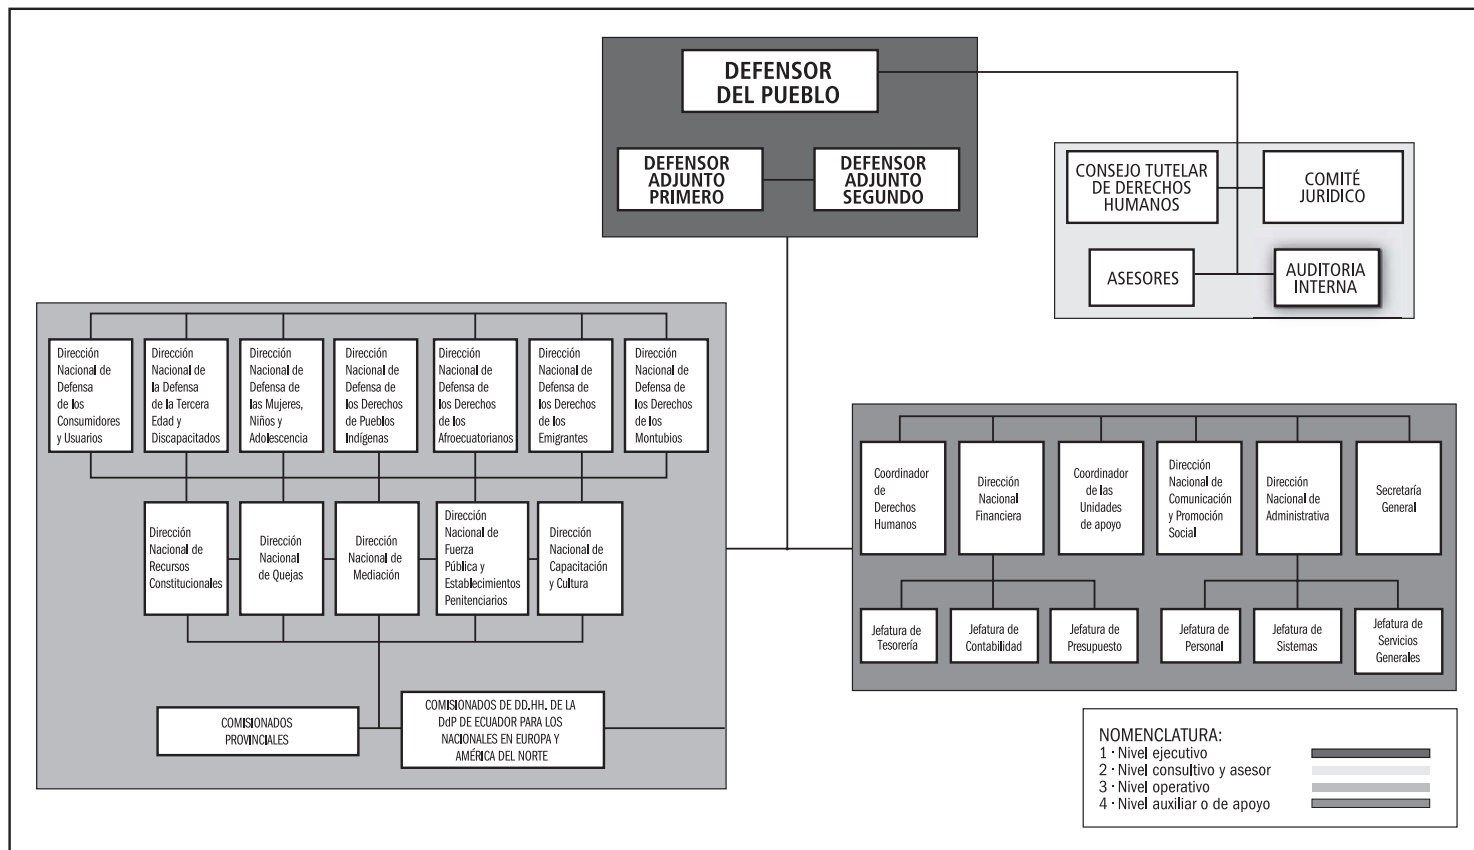 DEFENSOR
DEL PUEBLO
DEFENSOR
ADJUNTO
PRIMERO
DEFENSOR
ADJUNTO
SEGUNDO
CONSEJO TUTELAR
DE DERECHOS
HUMANOS
COMITÉ
JURIDICO
ASESORES
AUDITORIA
INTERNA
Dirección
Nacional de
Defensa
de los
Consumidores
y Usuarios
Dirección
Nacional de
la Defensa
de la Tercera
Edad y
Discapacitados
Dirección
Nacional de
Defensa de
las Mujeres,
Niños y
Adolescencia
Dirección
Nacional de
Defensa de
los Derechos
de Pueblos
Indígenas
Dirección
Nacional de
Defensa de
los Derechos
de los
Afroecuatorianos
Dirección
Nacional de
Defensa de
los Derechos
de los
Emigrantes
Dirección
Nacional de
Defensa de
los Derechos
de los
Montubios
Dirección
Nacional de
Recursos
Constitucionales
Dirección
Nacional
de Quejas
Dirección
Nacional de
Mediación
Dirección
Nacional de
Fuerza
Pública y
Establecimientos
Penitenciarios
Dirección
Nacional de
Capacitación
y Cultura
COMISIONADOS
PROVINCIALES
COMISIONADOS DE DD.HH. DE LA
DdP DE ECUADOR PARA LOS
NACIONALES EN EUROPA Y
AMÉRICA DEL NORTE
Coordinador
de
Derechos
Humanos
Dirección
Nacional
Financiera
Coordinador
de las
Unidades
de apoyo
Dirección
Nacional de
Comunicación
y Promoción
Social
Dirección
Nacional de
Administrativa
Secretaría
General
Jefatura de
Tesorería
Jefatura de
Contabilidad
Jefatura de
Presupuesto
Jefatura de
Personal
Jefatura de
Sistemas
Jefatura de
Servicios
Generales
NOMENCLATURA:
1 · Nivel ejecutivo
2 · Nivel consultivo y asesor
3 · Nivel operativo
4 · Nivel auxiliar o de apoyo